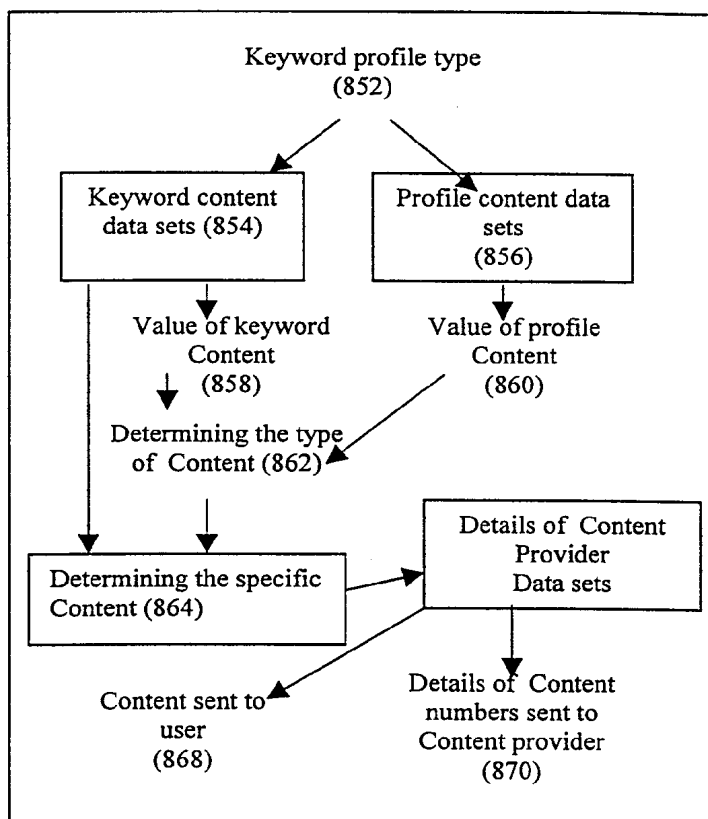 Keyword profile type
(852)
Keyword content
data sets (854)
Profile content data
sets
(856)
Value of keyword
Content
(858)
Value of profile
Content
(860)
Determining the type
of Content (862)
Details of Content
Provider
Data sets
Determining the specific
Content (864)
Content sent to
user
(868)
Details of Content
numbers sent to
Content provider
(870)